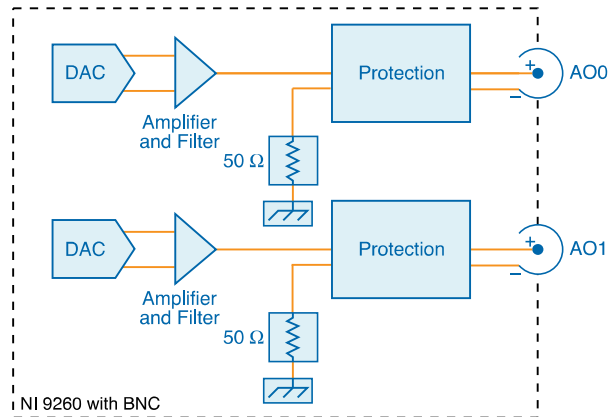 DAC
Amplifier
and Filter
50 Ω
Protection
+
−
AO0
DAC
Amplifier
and Filter
50 Ω
Protection
+
−
AO1
NI 9260 with BNC